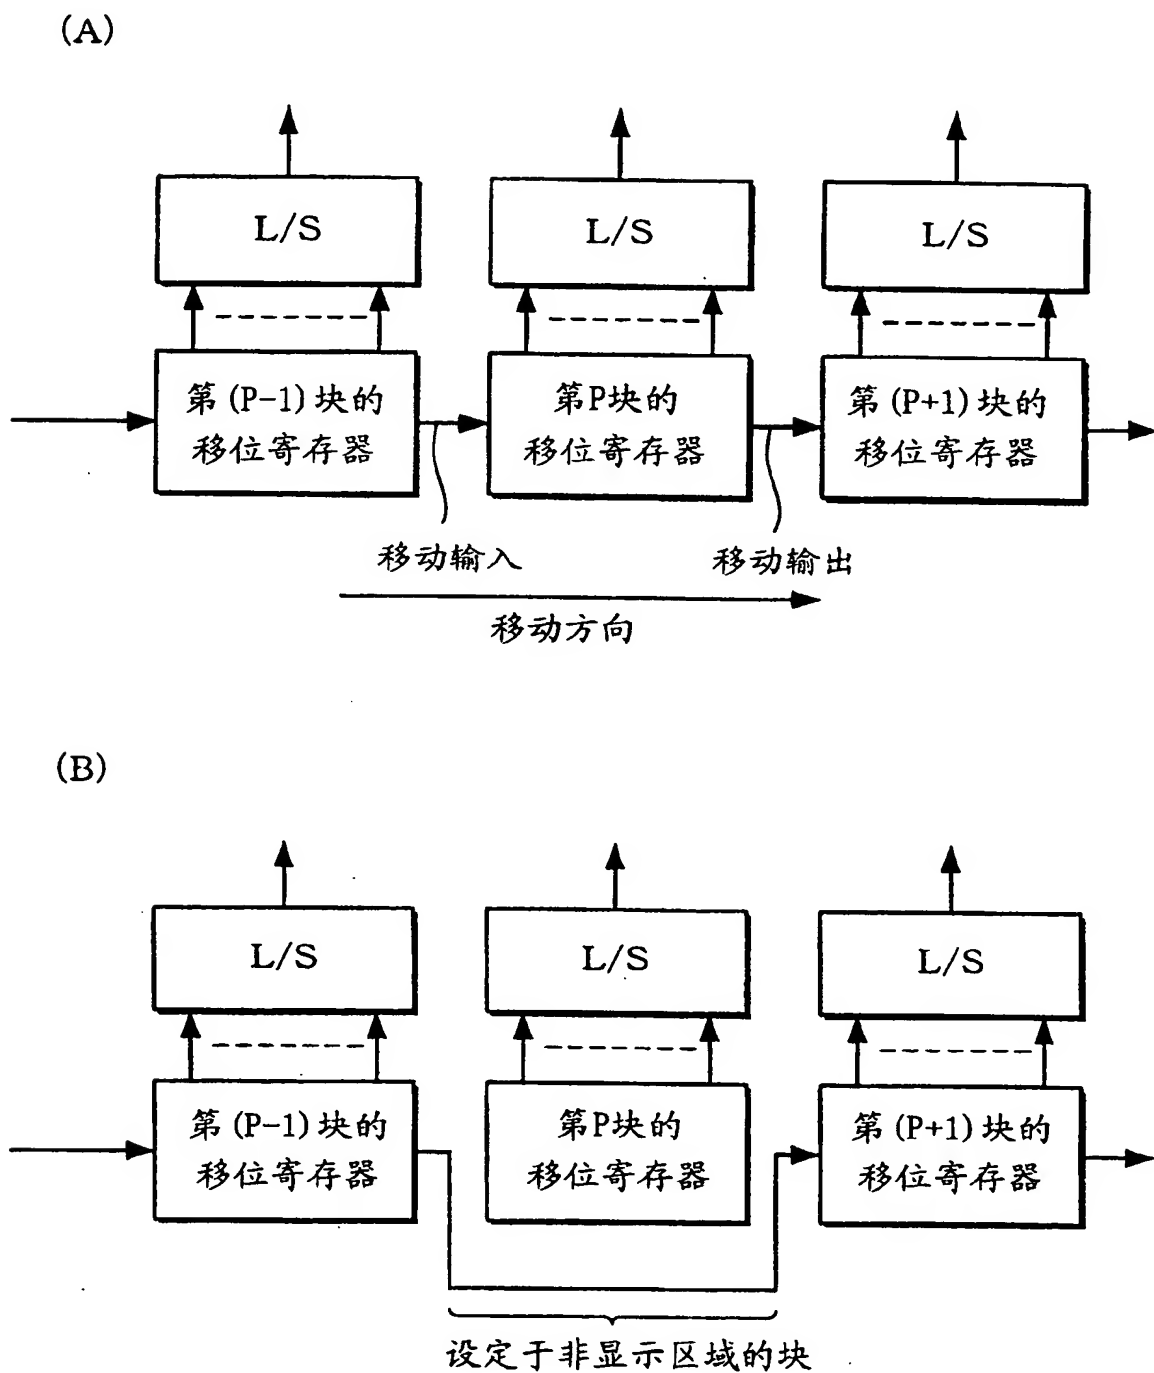 (A)
L/S
L/S
L/S
第(P-1)块的
移位寄存器
第P块的
移位寄存器
第(P+1)块的
移位寄存器
移动输入
移动输出
移动方向
(B)
L/S
L/S
L/S
第(P-1)块的
移位寄存器
第P块的
移位寄存器
第(P+1)块的
移位寄存器
设定于非显示区域的块